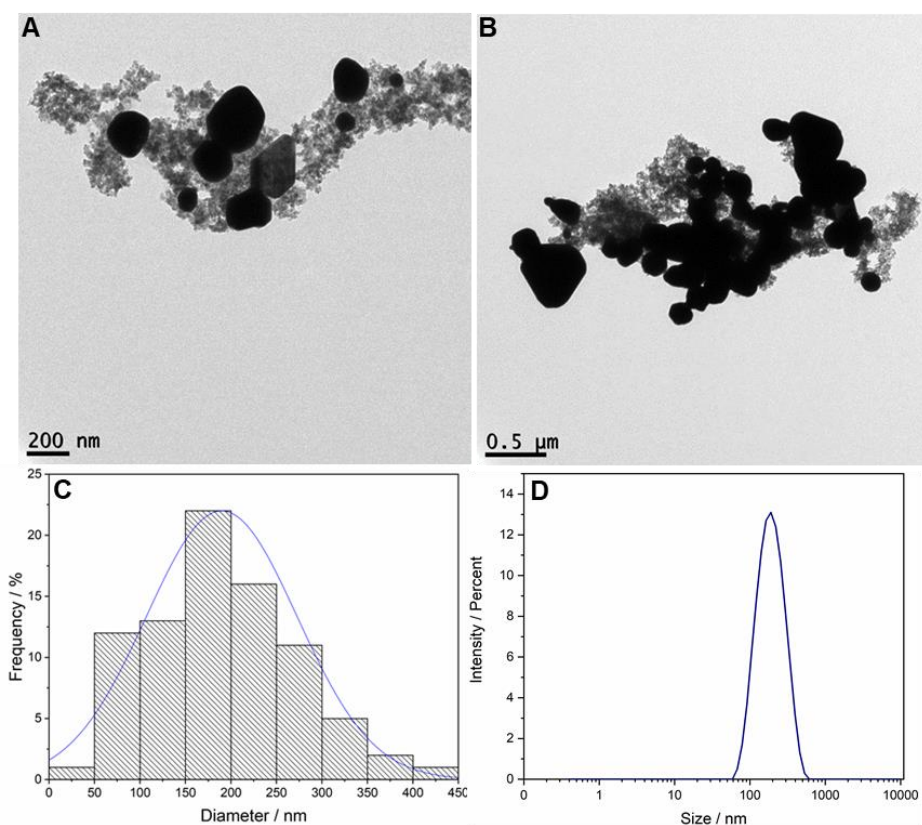 A
B
200 nm
0.5 µm
C
25
20
15
10
5
0
Frequency / %
0 50 100 150 200 250 300 350 400 450
Diameter / nm
D
14
12
10
8
6
4
2
0
Intensity / Percent
0 1 10 100 1000 10000
Size / nm